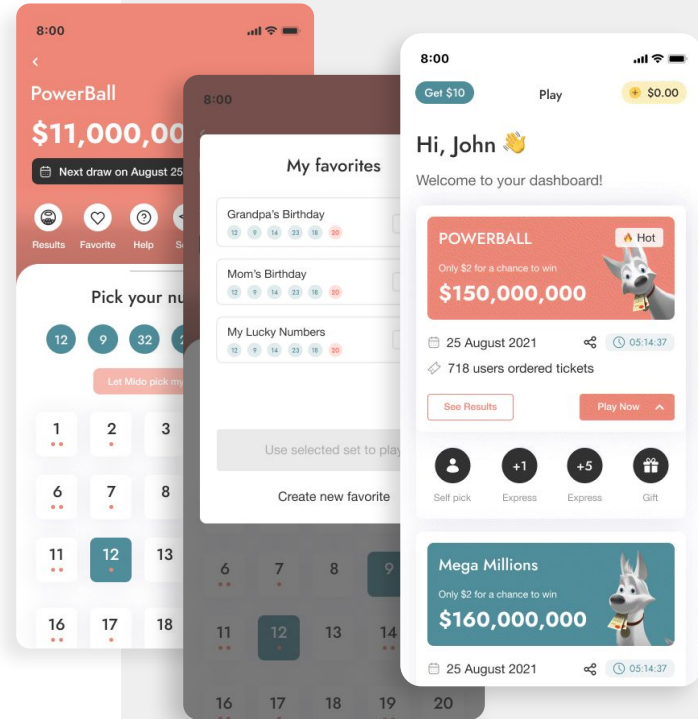 8:00
PowerBall
$11,000,00
Next draw on August 25
Results Favorite Help
Pick your nu
12 9 32
Let Mido pick my
1 2 3
6 7 8
11 12 13
16 17 18
8:00
My favorites
Grandpa's Birthday
12 9 14 23 18 20
Mom's Birthday
12 9 14 23 18 20
My Lucky Numbers
12 9 14 23 18 20
Use selected set to play
Create new favorite
6 7 8 9
11 12 13 14
16 17 18 19 20
8:00
Get $10 Play $0.00
Hi, John 👋
Welcome to your dashboard!
POWERBALL Hot
Only $2 for a chance to win
$150,000,000
25 August 2021 05:14:37
718 users ordered tickets
See Results Play Now
+1 +5
Self pick Express Express Gift
Mega Millions
Only $2 for a chance to win
$160,000,000
25 August 2021 05:14:37